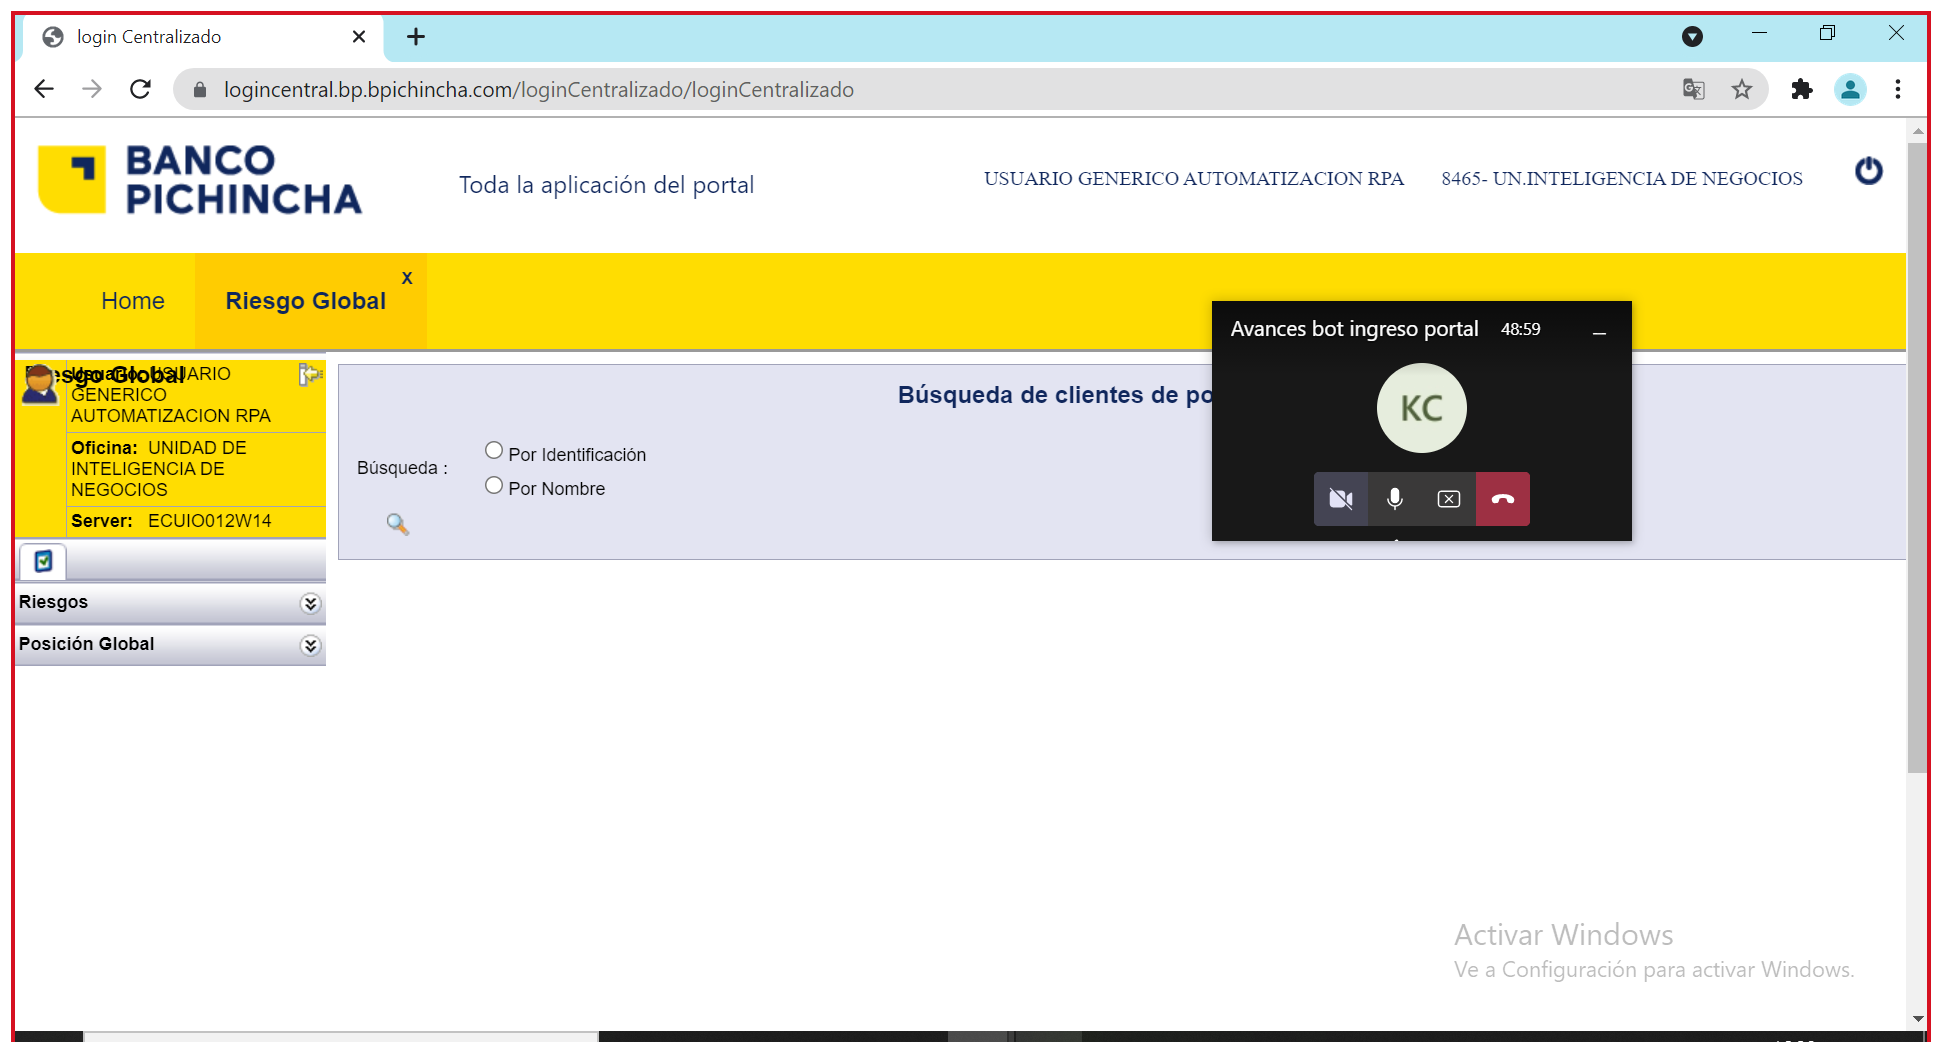 login Centralizado
logincentral.bp.bpichincha.com/loginCentralizado/loginCentralizado
BANCO
PICHINCHA
Toda la aplicación del portal
USUARIO GENERICO AUTOMATIZACION RPA
8465- UN.INTELIGENCIA DE NEGOCIOS
Home
Riesgo Global
x
Avances bot ingreso portal
48:59
KC
Riesgo Global
Usuario: USUARIO
GENERICO
AUTOMATIZACION RPA
Oficina: UNIDAD DE
INTELIGENCIA DE
NEGOCIOS
Server: ECUIO012W14
Riesgos
Posición Global
Búsqueda de clientes de
Búsqueda :
Por Identificación
Por Nombre
Activar Windows
Ve a Configuración para activar Windows.